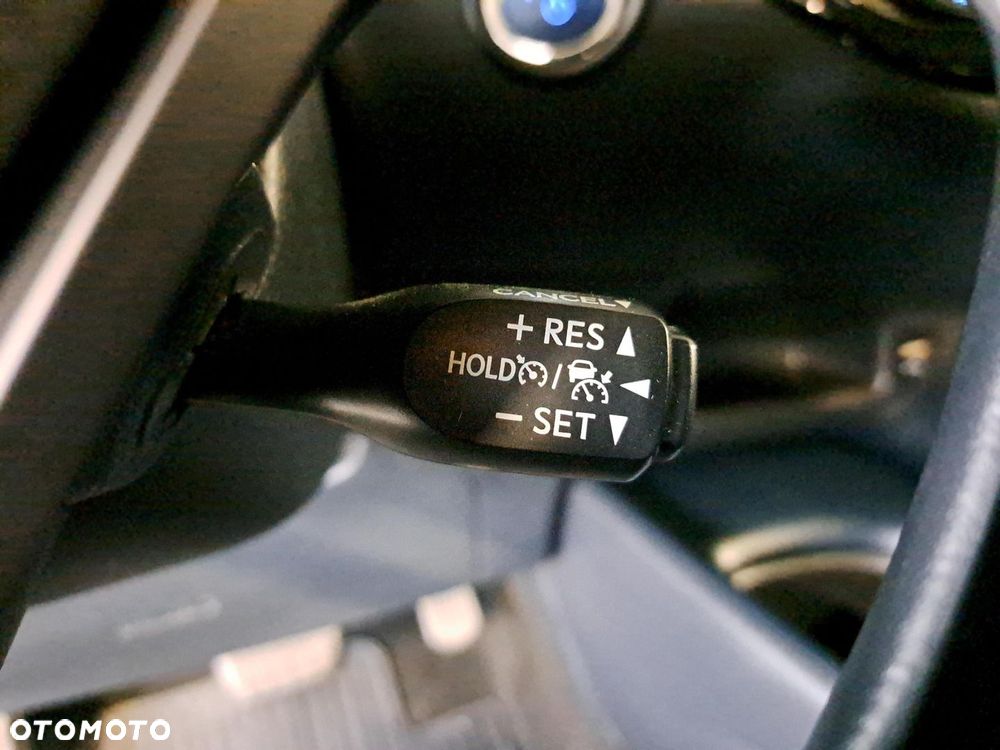 CANCEL
+ RES
HOLD /
- SET
OTOMOTO